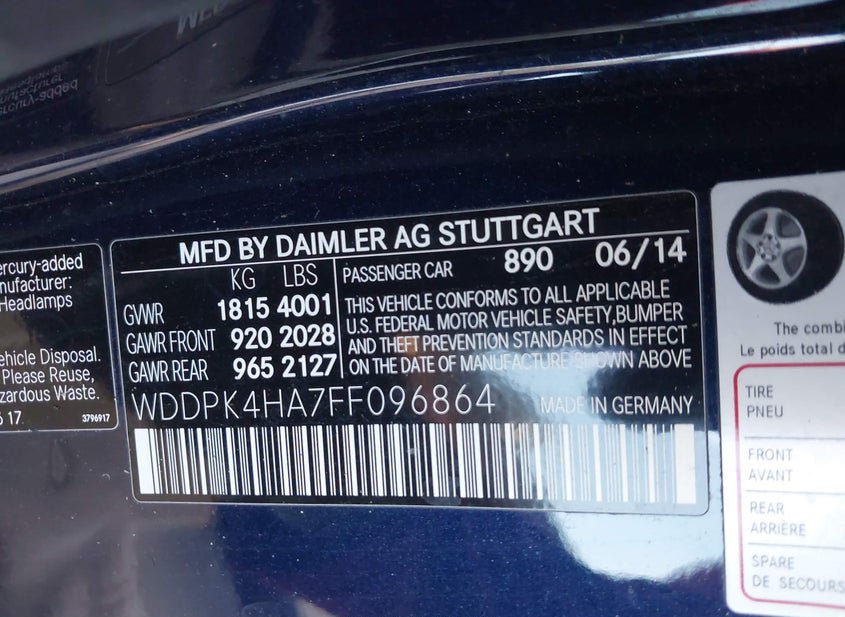 ercury-added
nufacturer:
Headlamps
ehicle Disposal.
Please Reuse,
zardous Waste.
17
3796917
MFD BY DAIMLER AG STUTTGART
KG LBS
GVWR 1815 4001
GAWR FRONT 920 2028
GAWR REAR 965 2127
PASSENGER CAR 890 06/14
THIS VEHICLE CONFORMS TO ALL APPLICABLE
U.S. FEDERAL MOTOR VEHICLE SAFETY,BUMPER
AND THEFT PREVENTION STANDARDS IN EFFECT
ON THE DATE OF MANUFACTURE SHOWN ABOVE
WDDPK4HA7FF096864 MADE IN GERMANY
The combi
Le poids total d
TIRE
PNEU
FRONT
AVANT
REAR
ARRIÈRE
SPARE
DE SECOURS